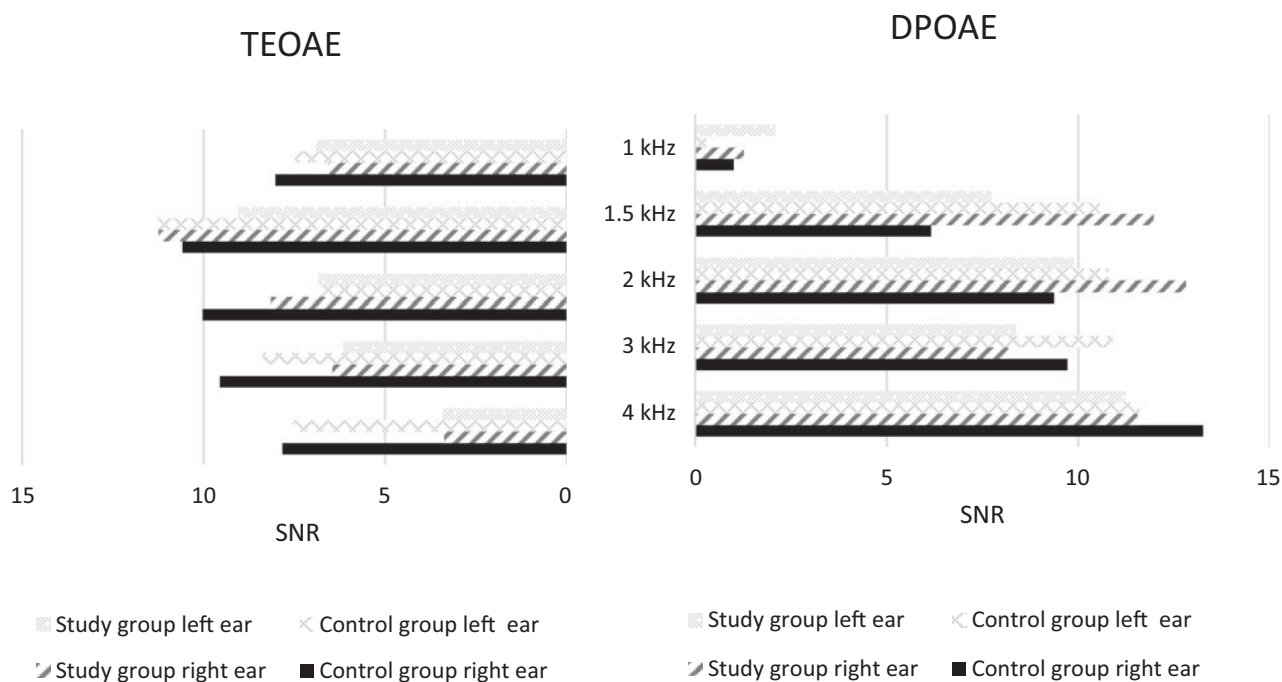 TEOAE
15
10
5
0
SNR
Study group left ear
Control group left ear
Study group right ear
Control group right ear
DPOAE
1 kHz
1.5 kHz
2 kHz
3 kHz
4 kHz
0
5
10
15
SNR
Study group left ear
Control group left ear
Study group right ear
Control group right ear